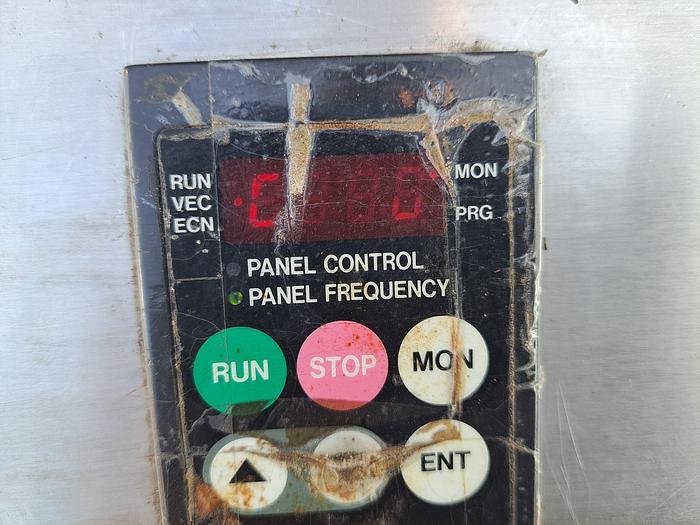 RUN
VEC
ECN
MON
PRG
PANEL CONTROL
PANEL FREQUENCY
RUN
STOP
MON
ENT